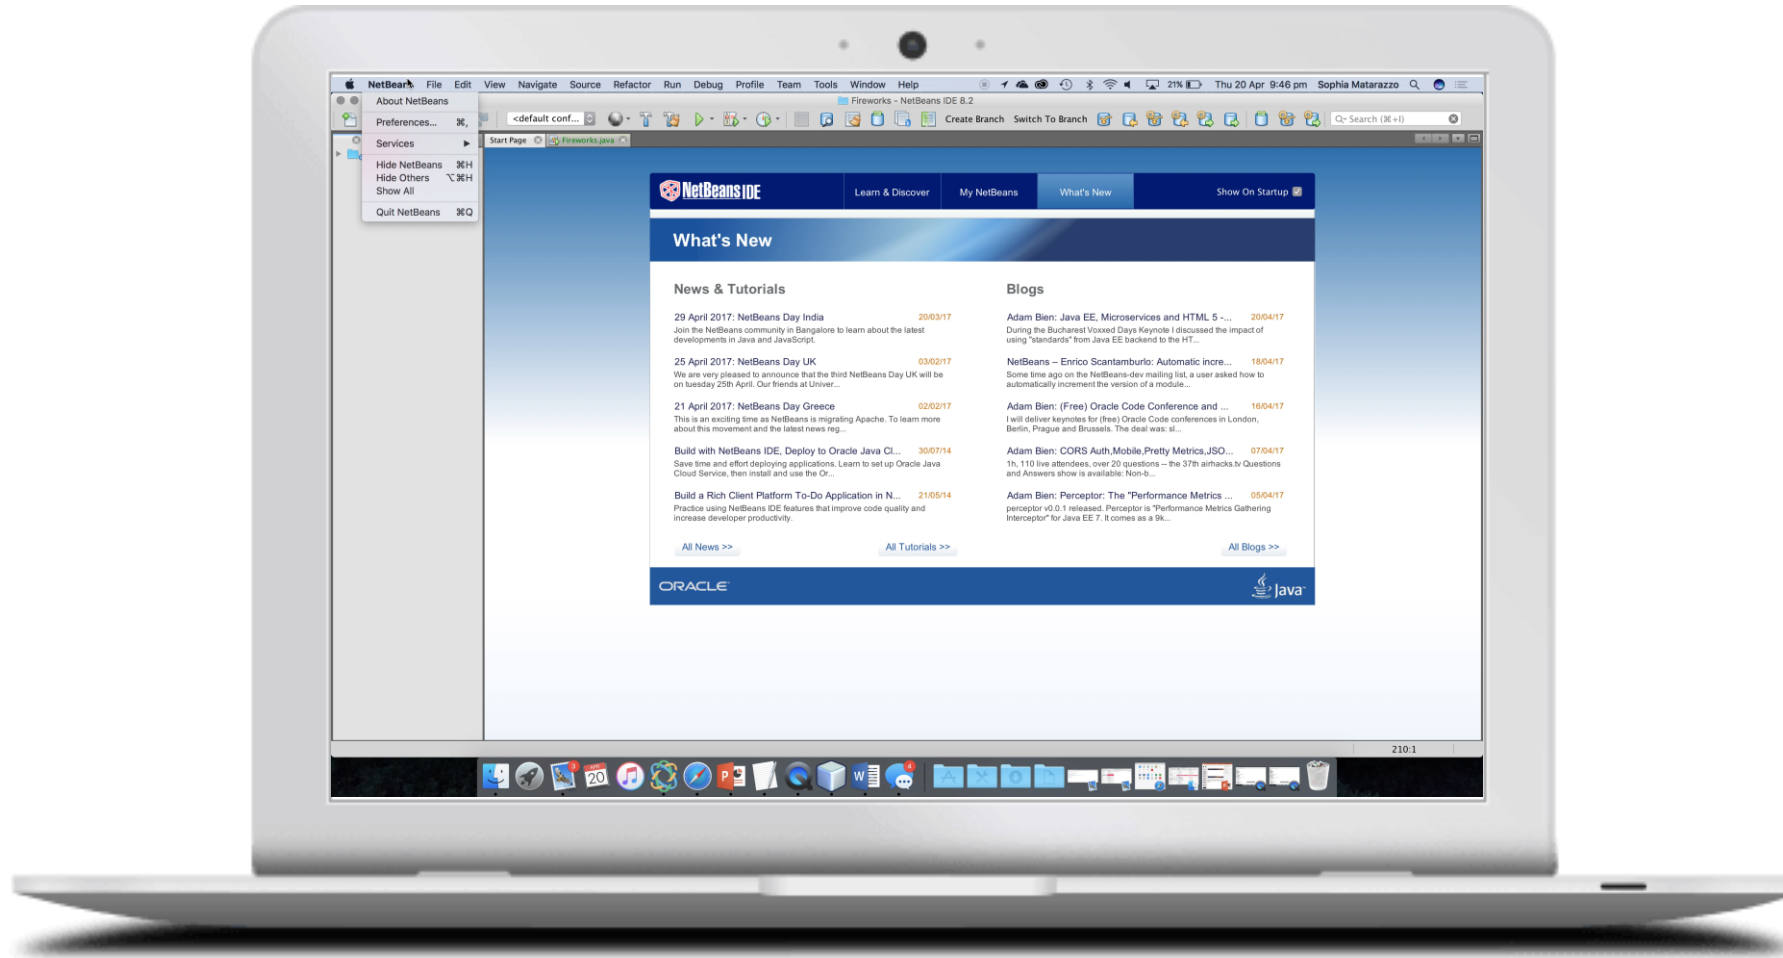 NetBeans File Edit View Navigate Source Refactor Run Debug Profile Team Tools Window Help 21% Thu 20 Apr 9:46 pm Sophia Matarazzo
About NetBeans
Preferences... ⌘,
Services
Hide NetBeans ⌘H
Hide Others ⌥⌘H
Show All
Quit NetBeans ⌘Q
Fireworks - NetBeans IDE 8.2
<default conf... Create Branch Switch To Branch Search (⌘+I)
Start Page Fireworks.java
NetBeans IDE Learn & Discover My NetBeans What's New Show On Startup
What's New
News & Tutorials
29 April 2017: NetBeans Day India 20/03/17
Join the NetBeans community in Bangalore to learn about the latest
developments in Java and JavaScript.
25 April 2017: NetBeans Day UK 03/02/17
We are very pleased to announce that the third NetBeans Day UK will be
on tuesday 25th April. Our friends at Univer...
21 April 2017: NetBeans Day Greece 02/02/17
This is an exciting time as NetBeans is migrating Apache. To learn more
about this movement and the latest news reg...
Build with NetBeans IDE, Deploy to Oracle Java Cl... 30/07/14
Save time and effort deploying applications. Learn to set up Oracle Java
Cloud Service, then install and use the Or...
Build a Rich Client Platform To-Do Application in N... 21/05/14
Practice using NetBeans IDE features that improve code quality and
increase developer productivity.
All News >> All Tutorials >>
Blogs
Adam Bien: Java EE, Microservices and HTML 5 -... 20/04/17
During the Bucharest Voxxed Days Keynote I discussed the impact of
using "standards" from Java EE backend to the HT...
NetBeans – Enrico Scantamburlo: Automatic incre... 18/04/17
Some time ago on the NetBeans-dev mailing list, a user asked how to
automatically increment the version of a module...
Adam Bien: (Free) Oracle Code Conference and ... 16/04/17
I will deliver keynotes for (free) Oracle Code conferences in London,
Berlin, Prague and Brussels. The deal was: sl...
Adam Bien: CORS Auth,Mobile,Pretty Metrics,JSO... 07/04/17
1h, 110 live attendees, over 20 questions -- the 37th airhacks.tv Questions
and Answers show is available: Non-b...
Adam Bien: Perceptor: The "Performance Metrics ... 05/04/17
perceptor v0.0.1 released. Perceptor is "Performance Metrics Gathering
Interceptor" for Java EE 7. It comes as a 9k...
All Blogs >>
ORACLE Java
210:1
3 APR 20 P W 4